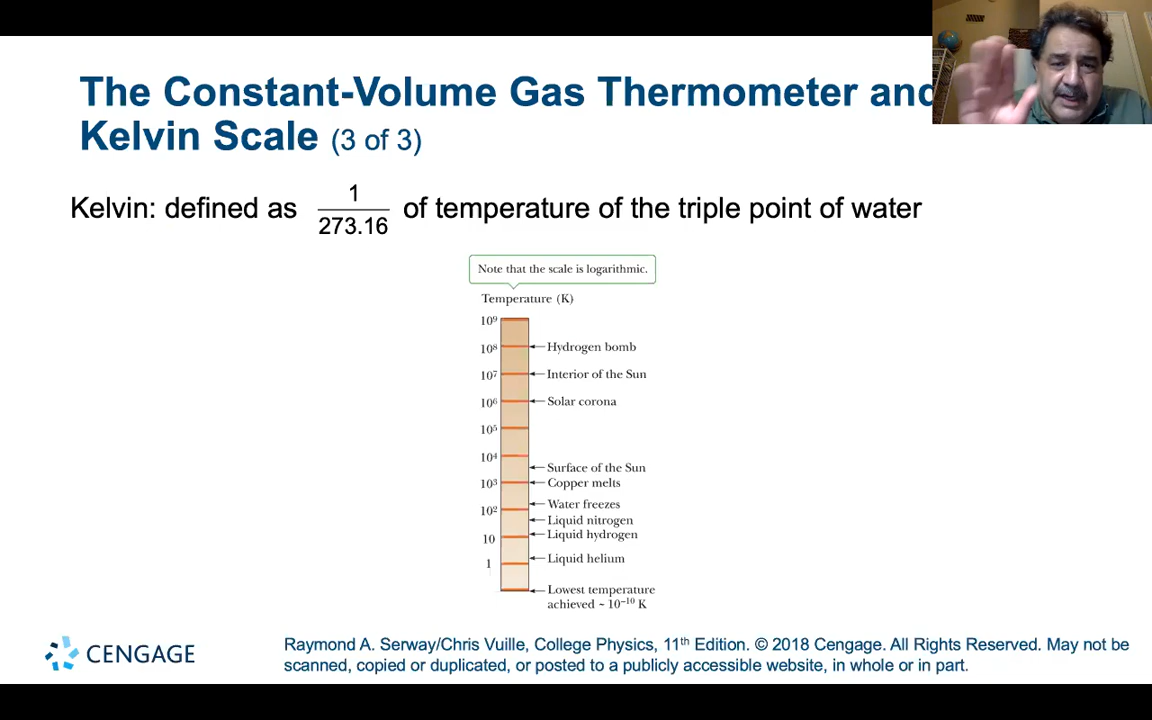 The Constant-Volume Gas Thermometer and
Kelvin Scale (3 of 3)
Kelvin: defined as 1/273.16 of temperature of the triple point of water
Note that the scale is logarithmic.
Temperature (K)
10⁹
10⁸ Hydrogen bomb
10⁷ Interior of the Sun
10⁶ Solar corona
10⁵
10⁴
Surface of the Sun
10³ Copper melts
Water freezes
10²
Liquid nitrogen
Liquid hydrogen
10
Liquid helium
1
Lowest temperature
achieved ~ 10⁻¹⁰ K
CENGAGE
Raymond A. Serway/Chris Vuille, College Physics, 11th Edition. © 2018 Cengage. All Rights Reserved. May not be
scanned, copied or duplicated, or posted to a publicly accessible website, in whole or in part.